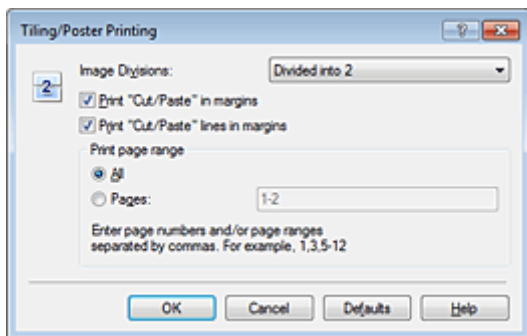 Tiling/Poster Printing
Image Divisions: Divided into 2
2
Print "Cut/Paste" in margins
Print "Cut/Paste" lines in margins
Print page range
All
Pages: 1-2
Enter page numbers and/or page ranges
separated by commas. For example, 1,3,5-12
OK Cancel Defaults Help